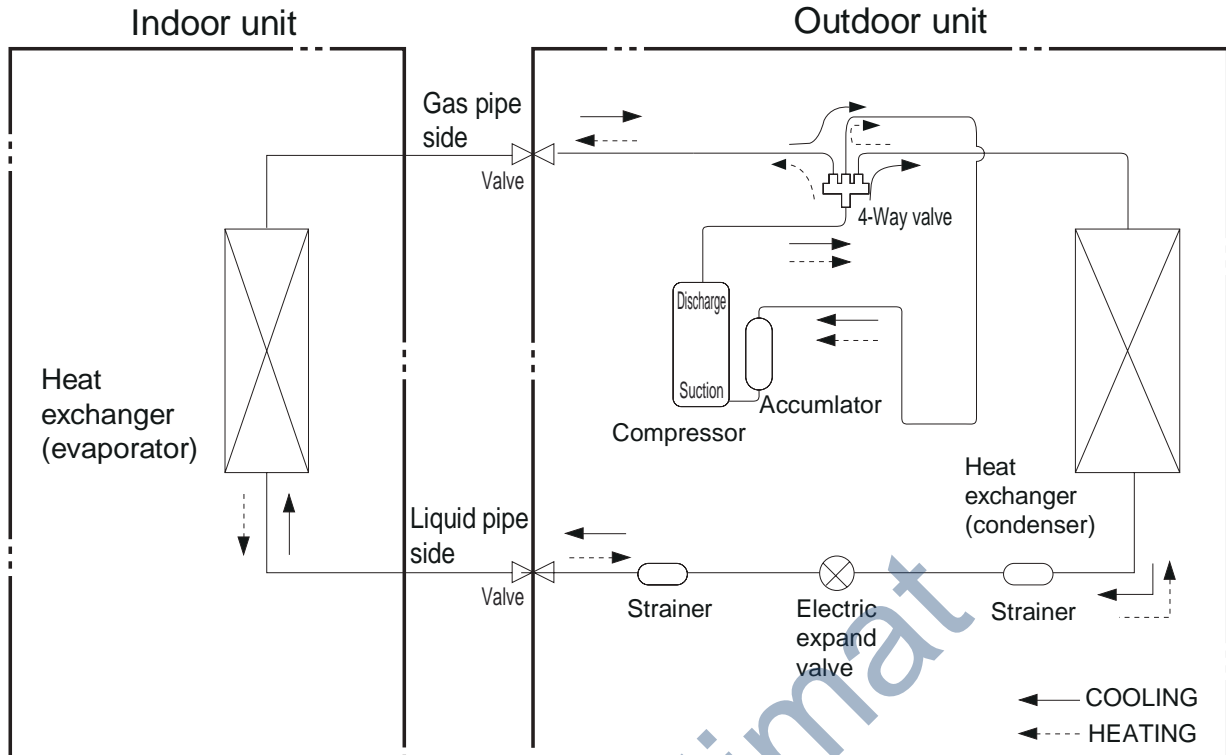 Indoor unit
Outdoor unit
Gas pipe
side
Valve
4-Way valve
Discharge
Suction
Accumlator
Compressor
Heat
exchanger
(evaporator)
Heat
exchanger
(condenser)
Liquid pipe
side
Valve
Strainer
Electric
expand
valve
Strainer
COOLING
HEATING
imat